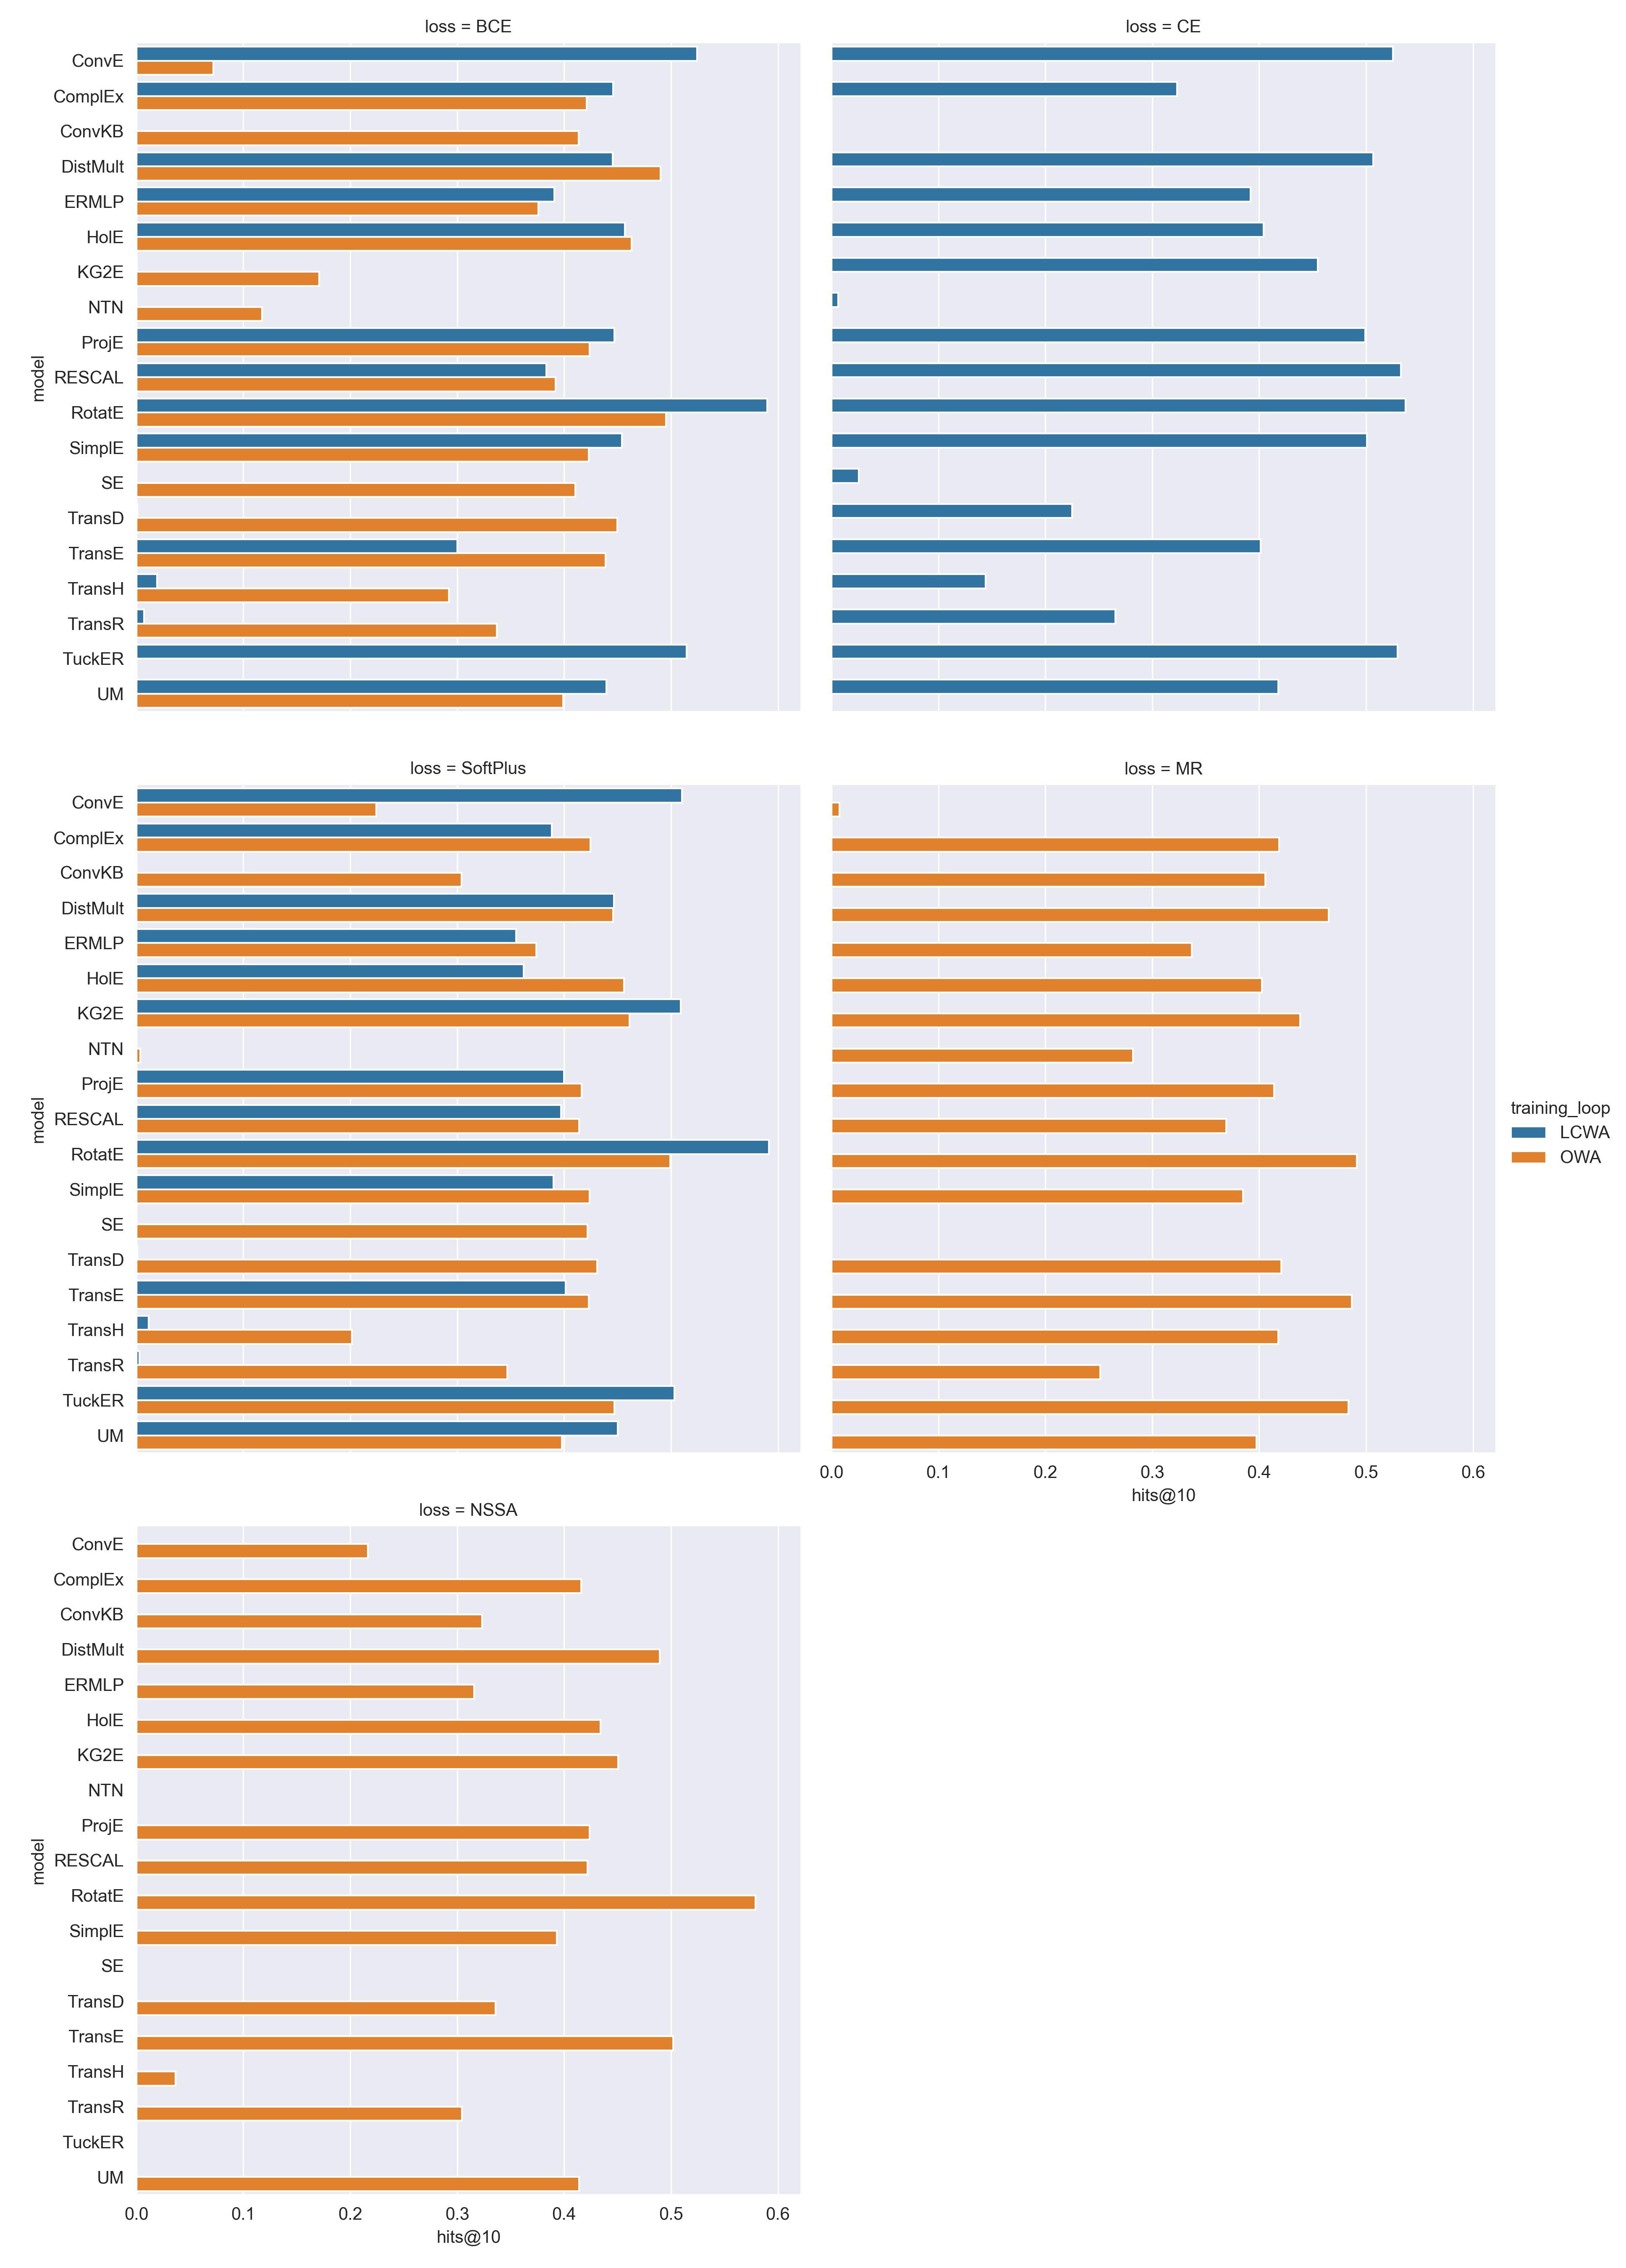 loss = BCE
loss = CE
ConvE
ComplEx
ConvKB
DistMult
ERMLP
HolE
KG2E
NTN
ProjE
RESCAL
RotatE
SimplE
SE
TransD
TransE
TransH
TransR
TuckER
UM
model
loss = SoftPlus
loss = MR
ConvE
ComplEx
ConvKB
DistMult
ERMLP
HolE
KG2E
NTN
ProjE
RESCAL
RotatE
SimplE
SE
TransD
TransE
TransH
TransR
TuckER
UM
model
0.0 0.1 0.2 0.3 0.4 0.5 0.6
hits@10
training_loop
LCWA
OWA
loss = NSSA
ConvE
ComplEx
ConvKB
DistMult
ERMLP
HolE
KG2E
NTN
ProjE
RESCAL
RotatE
SimplE
SE
TransD
TransE
TransH
TransR
TuckER
UM
model
0.0 0.1 0.2 0.3 0.4 0.5 0.6
hits@10